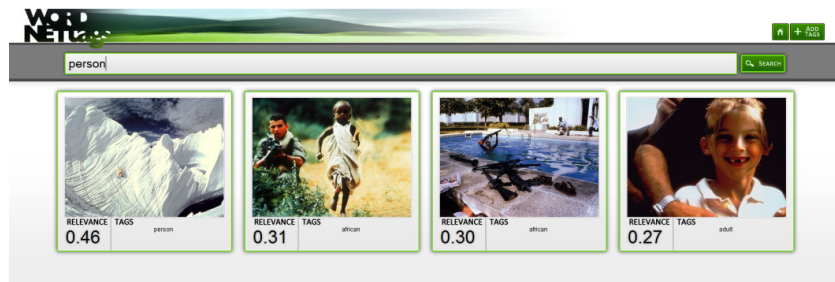 WORD
NETtags
ADD
TAGS
person
SEARCH
RELEVANCE TAGS
0.46 person
RELEVANCE TAGS
0.31 african
RELEVANCE TAGS
0.30 african
RELEVANCE TAGS
0.27 adult